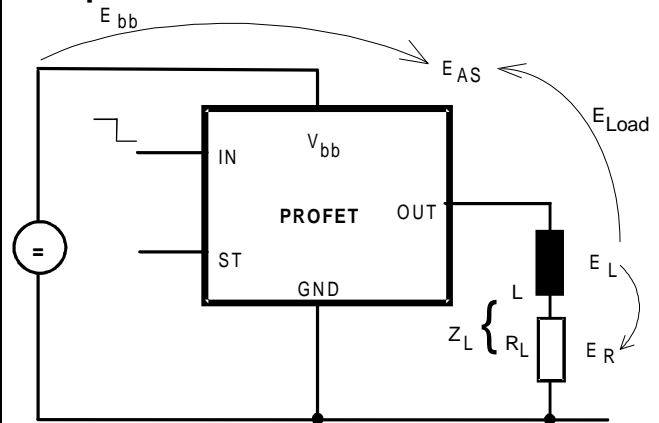 E bb
E AS
E Load
V bb
IN
PROFET
OUT
ST
GND
=
L
E L
Z L { R L
E R